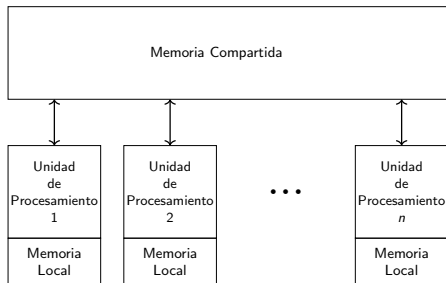 Memoria Compartida
Unidad
de
Procesamiento
1
Memoria
Local
Unidad
de
Procesamiento
2
Memoria
Local
...
Unidad
de
Procesamiento
n
Memoria
Local